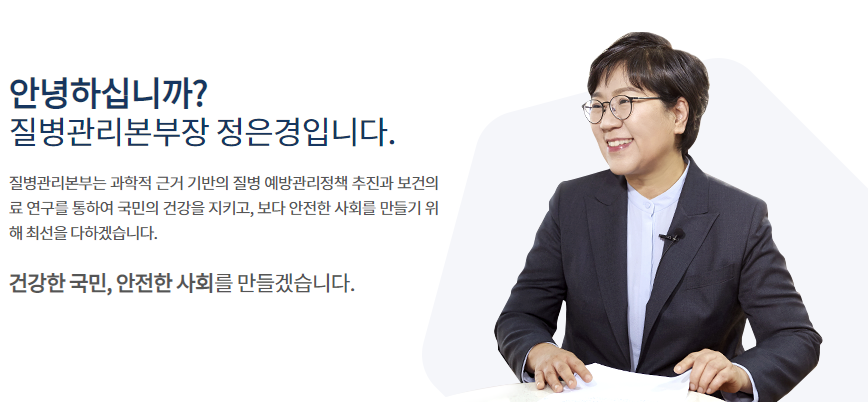 안녕하십니까?
질병관리본부장 정은경입니다.
질병관리본부는 과학적 근거 기반의 질병 예방관리정책 추진과 보건의
료 연구를 통하여 국민의 건강을 지키고, 보다 안전한 사회를 만들기 위
해 최선을 다하겠습니다.
건강한 국민, 안전한 사회를 만들겠습니다.